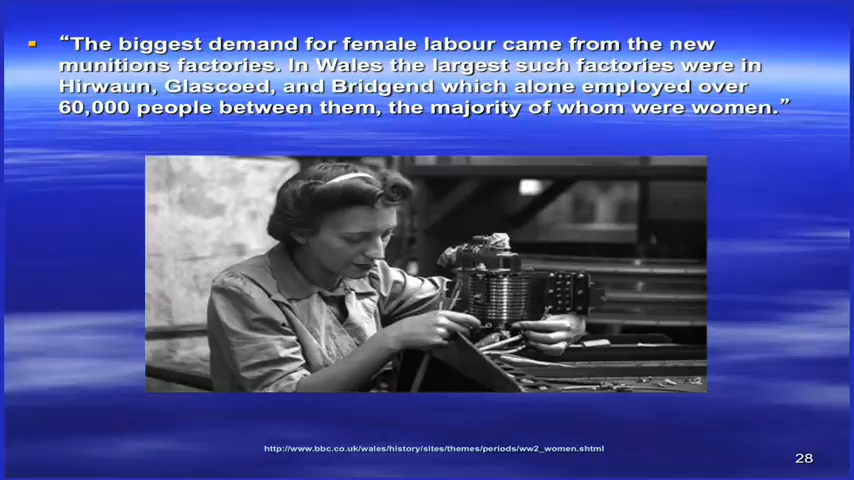 “The biggest demand for female labour came from the new
munitions factories. In Wales the largest such factories were in
Hirwaun, Glascoed, and Bridgend which alone employed over
60,000 people between them, the majority of whom were women.”
http://www.bbc.co.uk/wales/history/sites/themes/periods/ww2_women.shtml
28